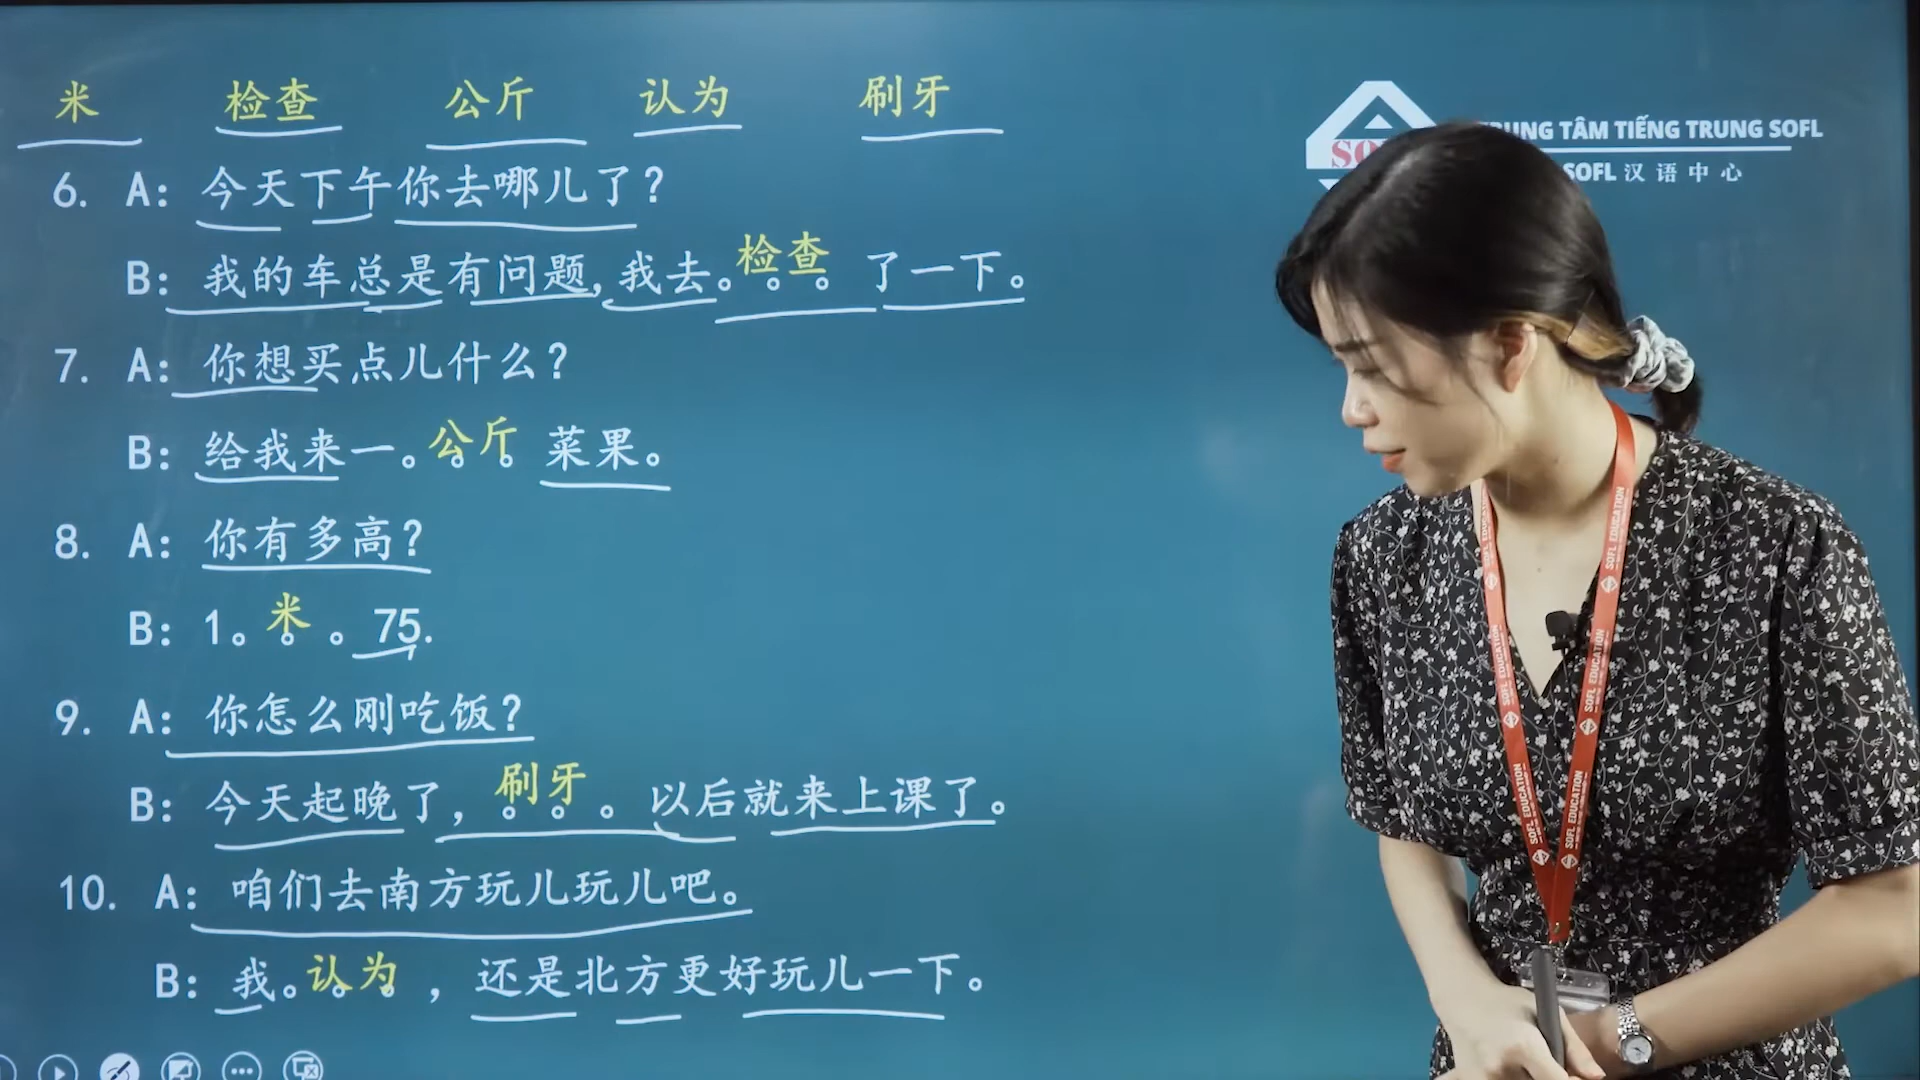 米 检查 公斤 认为 刷牙
TRUNG TÂM TIẾNG TRUNG SOFL
SOFL 汉语中心
6. A: 今天下午你去哪儿了?
B: 我的车总是有问题,我去。检查。。了一下。
7. A: 你想买点儿什么?
B: 给我来一。公斤。。菜果。
8. A: 你有多高?
B: 1。米。。75.
9. A: 你怎么刚吃饭?
B: 今天起晚了,刷牙。。。以后就来上课了。
10. A: 咱们去南方玩儿玩儿吧。
B: 我。认为。。,还是北方更好玩儿一下。
SOFL EDUCATION
SOFL EDUCATION